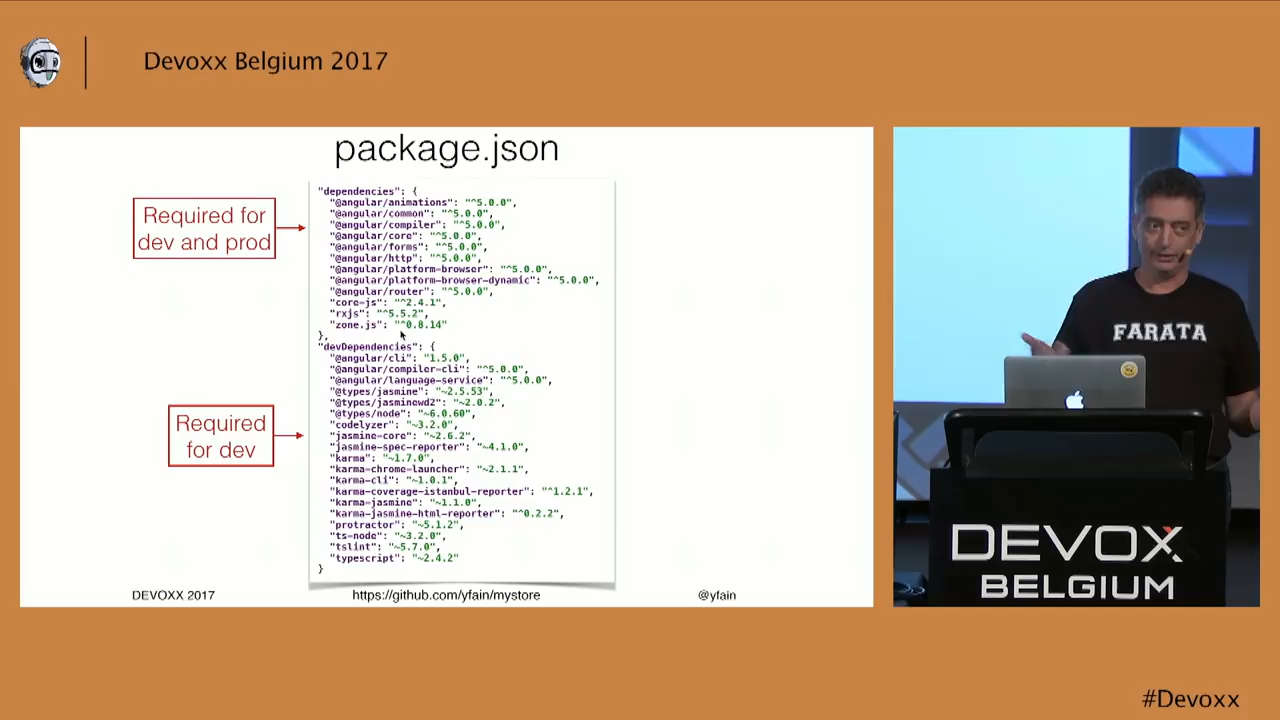 Devoxx Belgium 2017
package.json
Required for
dev and prod
"dependencies": {
"@angular/animations": "^5.0.0",
"@angular/common": "^5.0.0",
"@angular/compiler": "^5.0.0",
"@angular/core": "^5.0.0",
"@angular/forms": "^5.0.0",
"@angular/http": "^5.0.0",
"@angular/platform-browser": "^5.0.0",
"@angular/platform-browser-dynamic": "^5.0.0",
"@angular/router": "^5.0.0",
"core-js": "^2.4.1",
"rxjs": "^5.5.2",
"zone.js": "^0.8.14"
},
Required
for dev
"devDependencies": {
"@angular/cli": "1.5.0",
"@angular/compiler-cli": "^5.0.0",
"@angular/language-service": "^5.0.0",
"@types/jasmine": "~2.5.53",
"@types/jasminewd2": "~2.0.2",
"@types/node": "~6.0.60",
"codelyzer": "~3.2.0",
"jasmine-core": "~2.6.2",
"jasmine-spec-reporter": "~4.1.0",
"karma": "~1.7.0",
"karma-chrome-launcher": "~2.1.1",
"karma-cli": "~1.0.1",
"karma-coverage-istanbul-reporter": "^1.2.1",
"karma-jasmine": "~1.1.0",
"karma-jasmine-html-reporter": "^0.2.2",
"protractor": "~5.1.2",
"ts-node": "~3.2.0",
"tslint": "~5.7.0",
"typescript": "~2.4.2"
}
DEVOXX 2017
https://github.com/yfain/mystore
@yfain
FARATA
DEVOXX
BELGIUM
#Devoxx